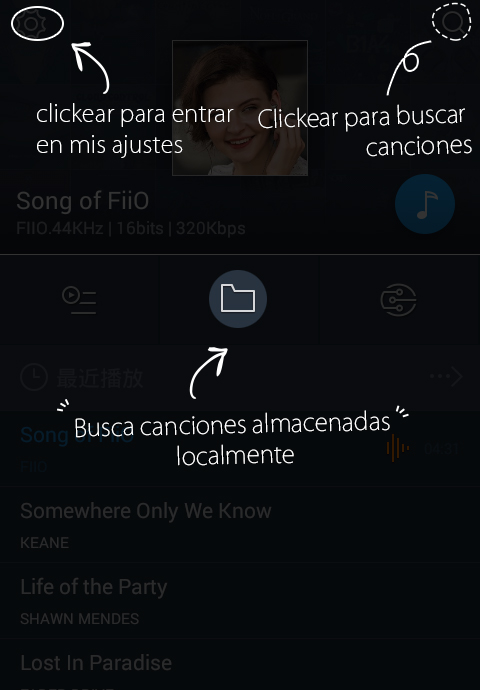 clickear para entrar
en mis ajustes
Clickear para buscar
canciones
Song of FiiO
FIIO.44KHz | 16bits | 320Kbps
最近播放
Busca canciones almacenadas
localmente
Song of FiiO
FIIO
04:31
Somewhere Only We Know
KEANE
Life of the Party
SHAWN MENDES
Lost In Paradise